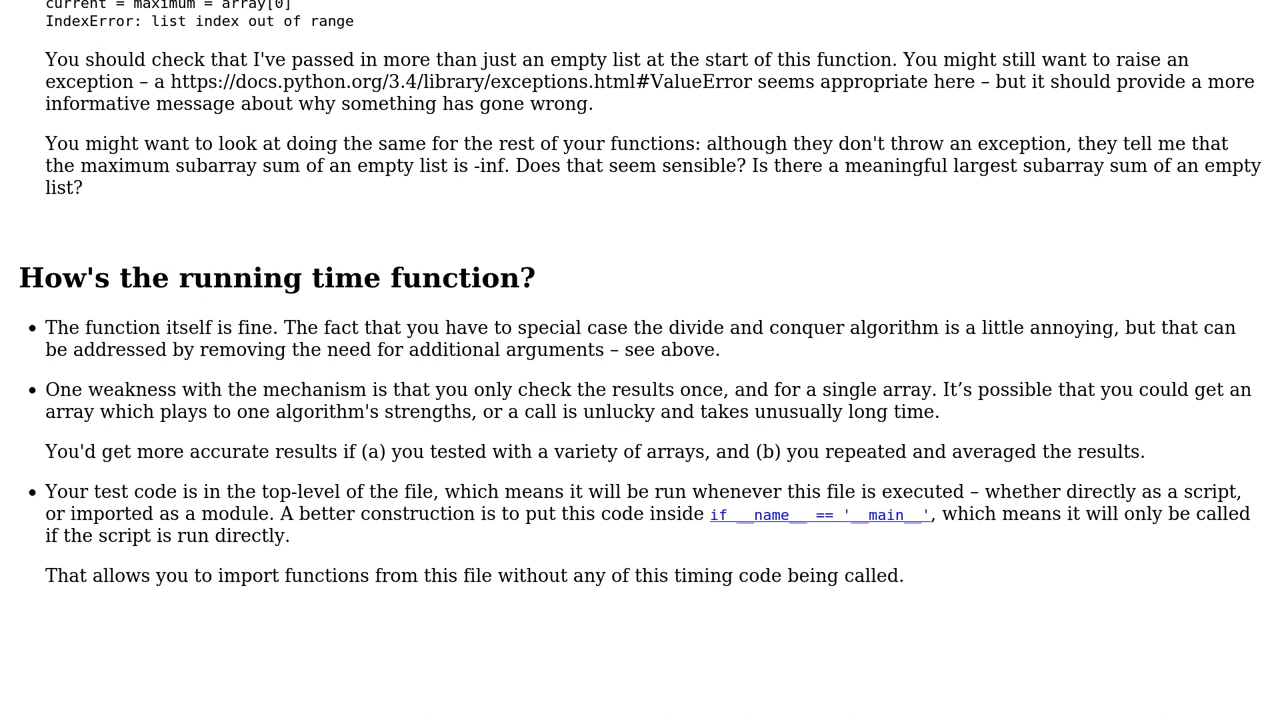 current = maximum = array[0]
IndexError: list index out of range
You should check that I've passed in more than just an empty list at the start of this function. You might still want to raise an
exception – a https://docs.python.org/3.4/library/exceptions.html#ValueError seems appropriate here – but it should provide a more
informative message about why something has gone wrong.
You might want to look at doing the same for the rest of your functions: although they don't throw an exception, they tell me that
the maximum subarray sum of an empty list is -inf. Does that seem sensible? Is there a meaningful largest subarray sum of an empty
list?
How's the running time function?
• The function itself is fine. The fact that you have to special case the divide and conquer algorithm is a little annoying, but that can
be addressed by removing the need for additional arguments – see above.
• One weakness with the mechanism is that you only check the results once, and for a single array. It’s possible that you could get an
array which plays to one algorithm's strengths, or a call is unlucky and takes unusually long time.
You'd get more accurate results if (a) you tested with a variety of arrays, and (b) you repeated and averaged the results.
• Your test code is in the top-level of the file, which means it will be run whenever this file is executed – whether directly as a script,
or imported as a module. A better construction is to put this code inside if __name__ == '__main__', which means it will only be called
if the script is run directly.
That allows you to import functions from this file without any of this timing code being called.